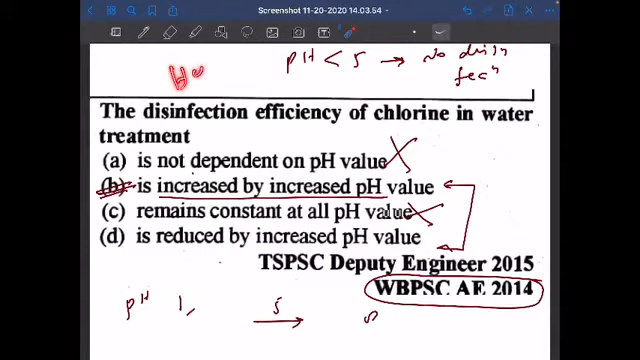 Screenshot 11-20-2020 14.03.54
pH < 5 → No disin
fecⁿ
HO
The disinfection efficiency of chlorine in water
treatment
(a) is not dependent on pH value
(b) is increased by increased pH value
(c) remains constant at all pH value
(d) is reduced by increased pH value
TSPSC Deputy Engineer 2015
WBPSC AE 2014
pH 1, 5